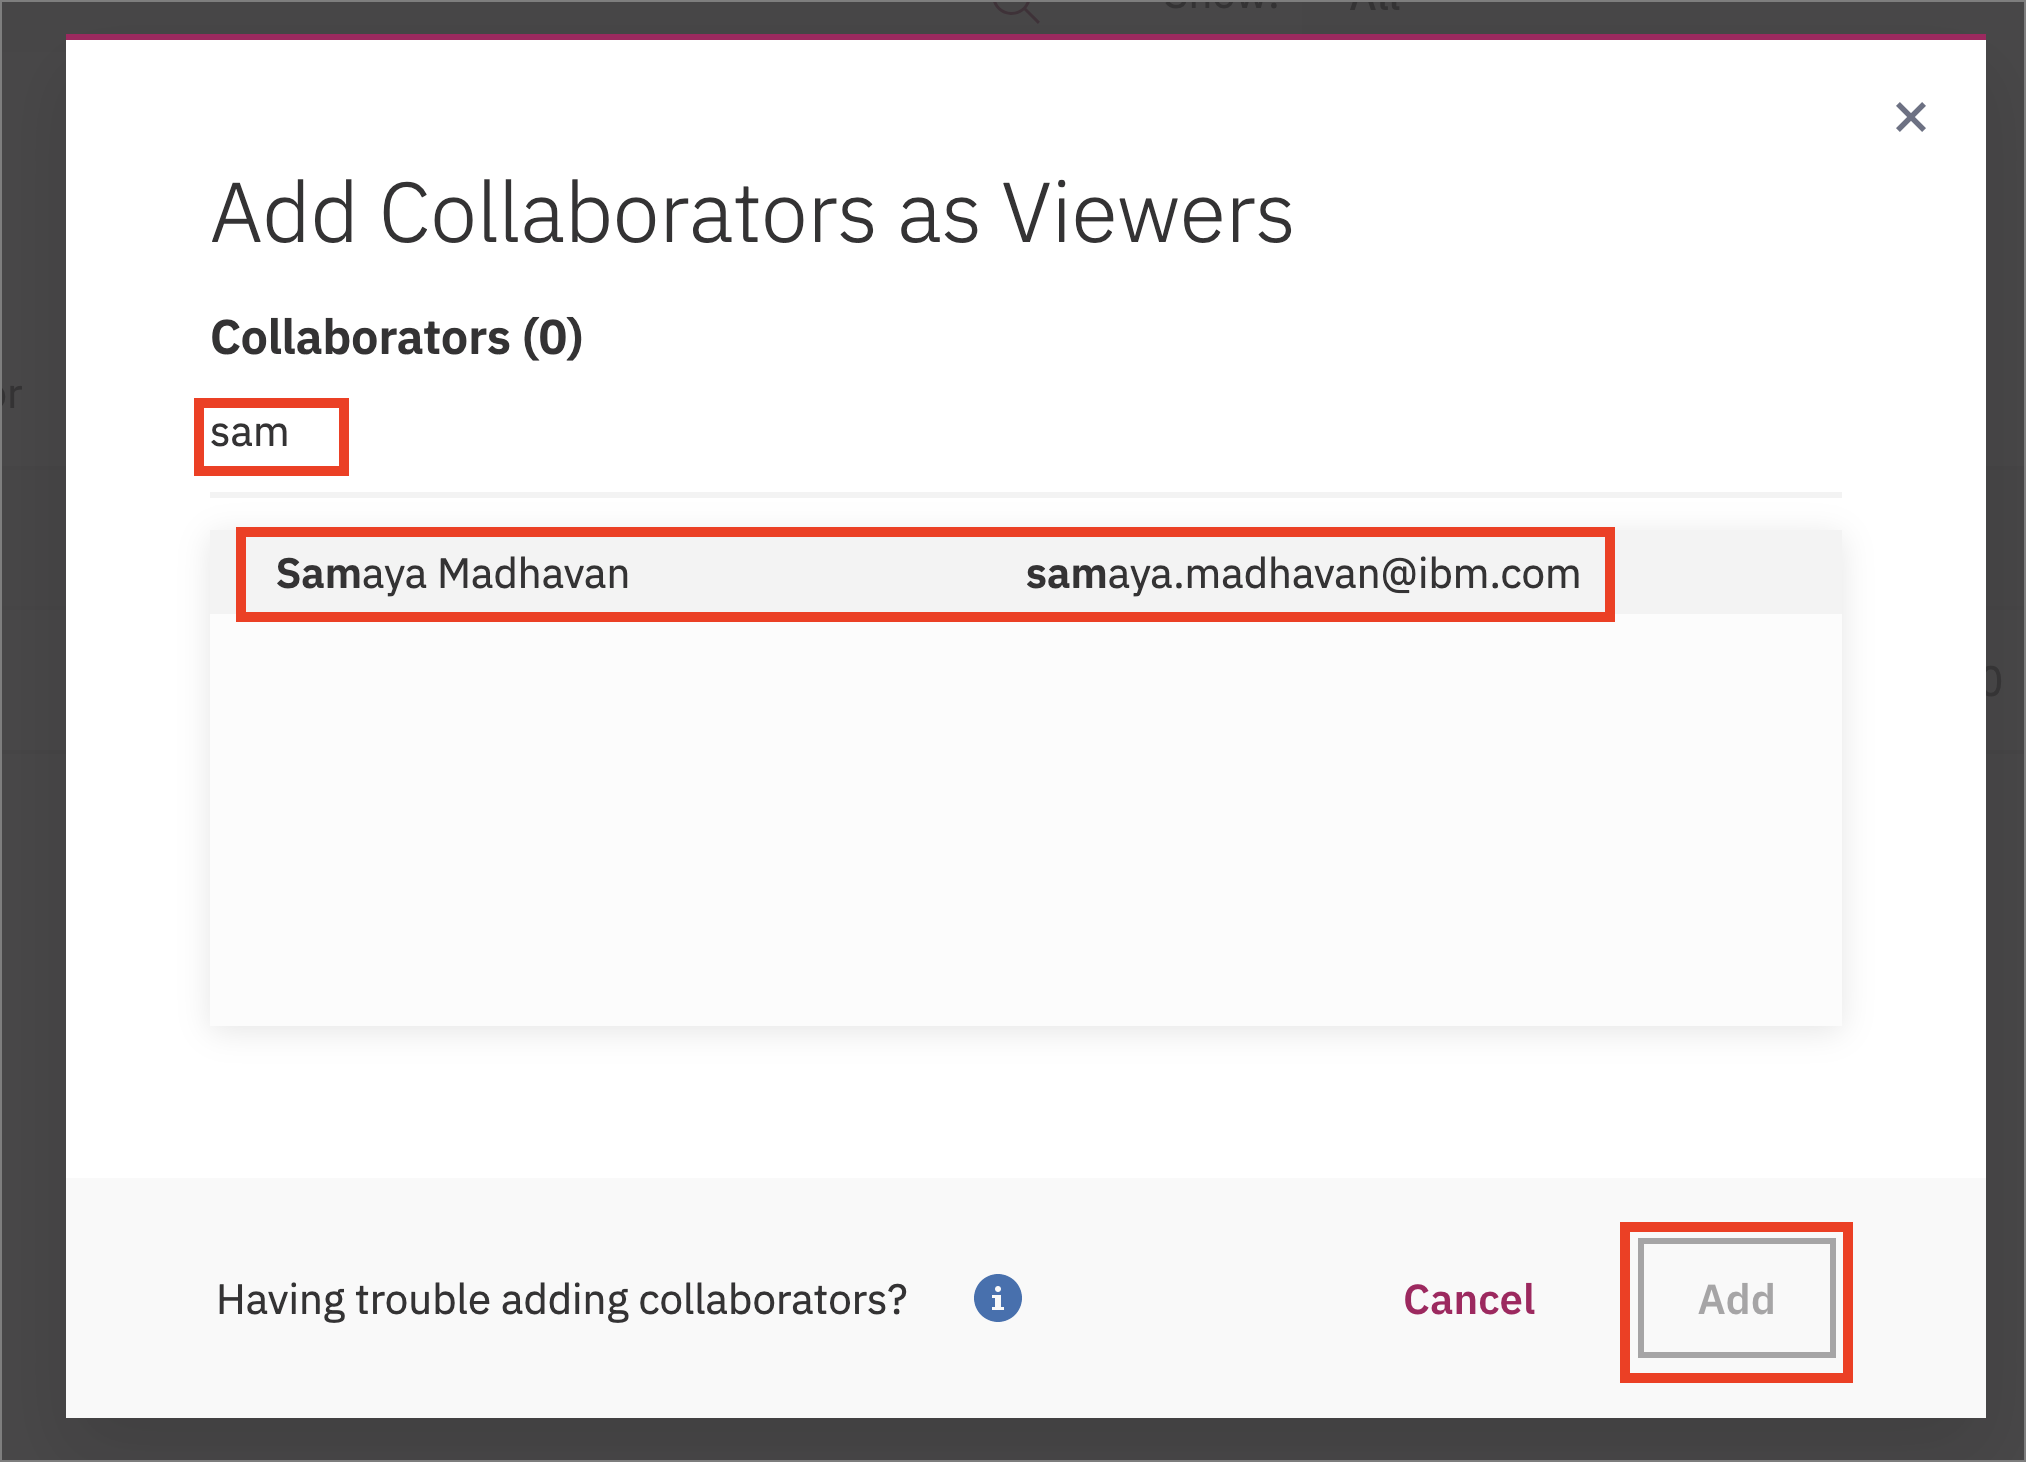 Add Collaborators as Viewers
Collaborators (0)
sam
Samaya Madhavan samaya.madhavan@ibm.com
Having trouble adding collaborators? Cancel Add